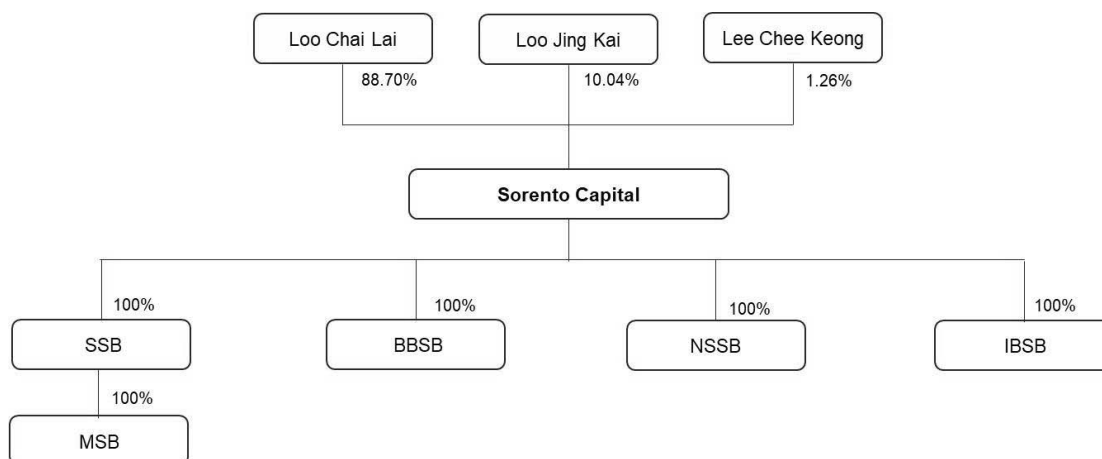 Loo Chai Lai
Loo Jing Kai
Lee Chee Keong
88.70%
10.04%
1.26%
Sorento Capital
100%
100%
100%
100%
SSB
BBSB
NSSB
IBSB
100%
MSB